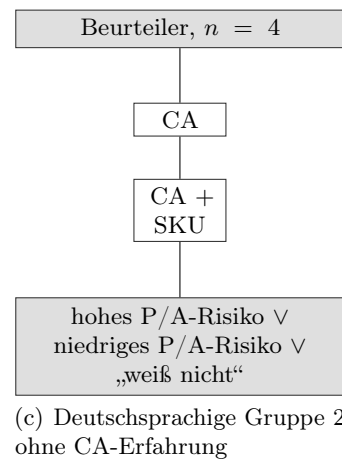 Beurteiler, n = 4
CA
CA +
SKU
hohes P/A-Risiko ∨
niedriges P/A-Risiko ∨
„weiß nicht“
(c) Deutschsprachige Gruppe 2
ohne CA-Erfahrung